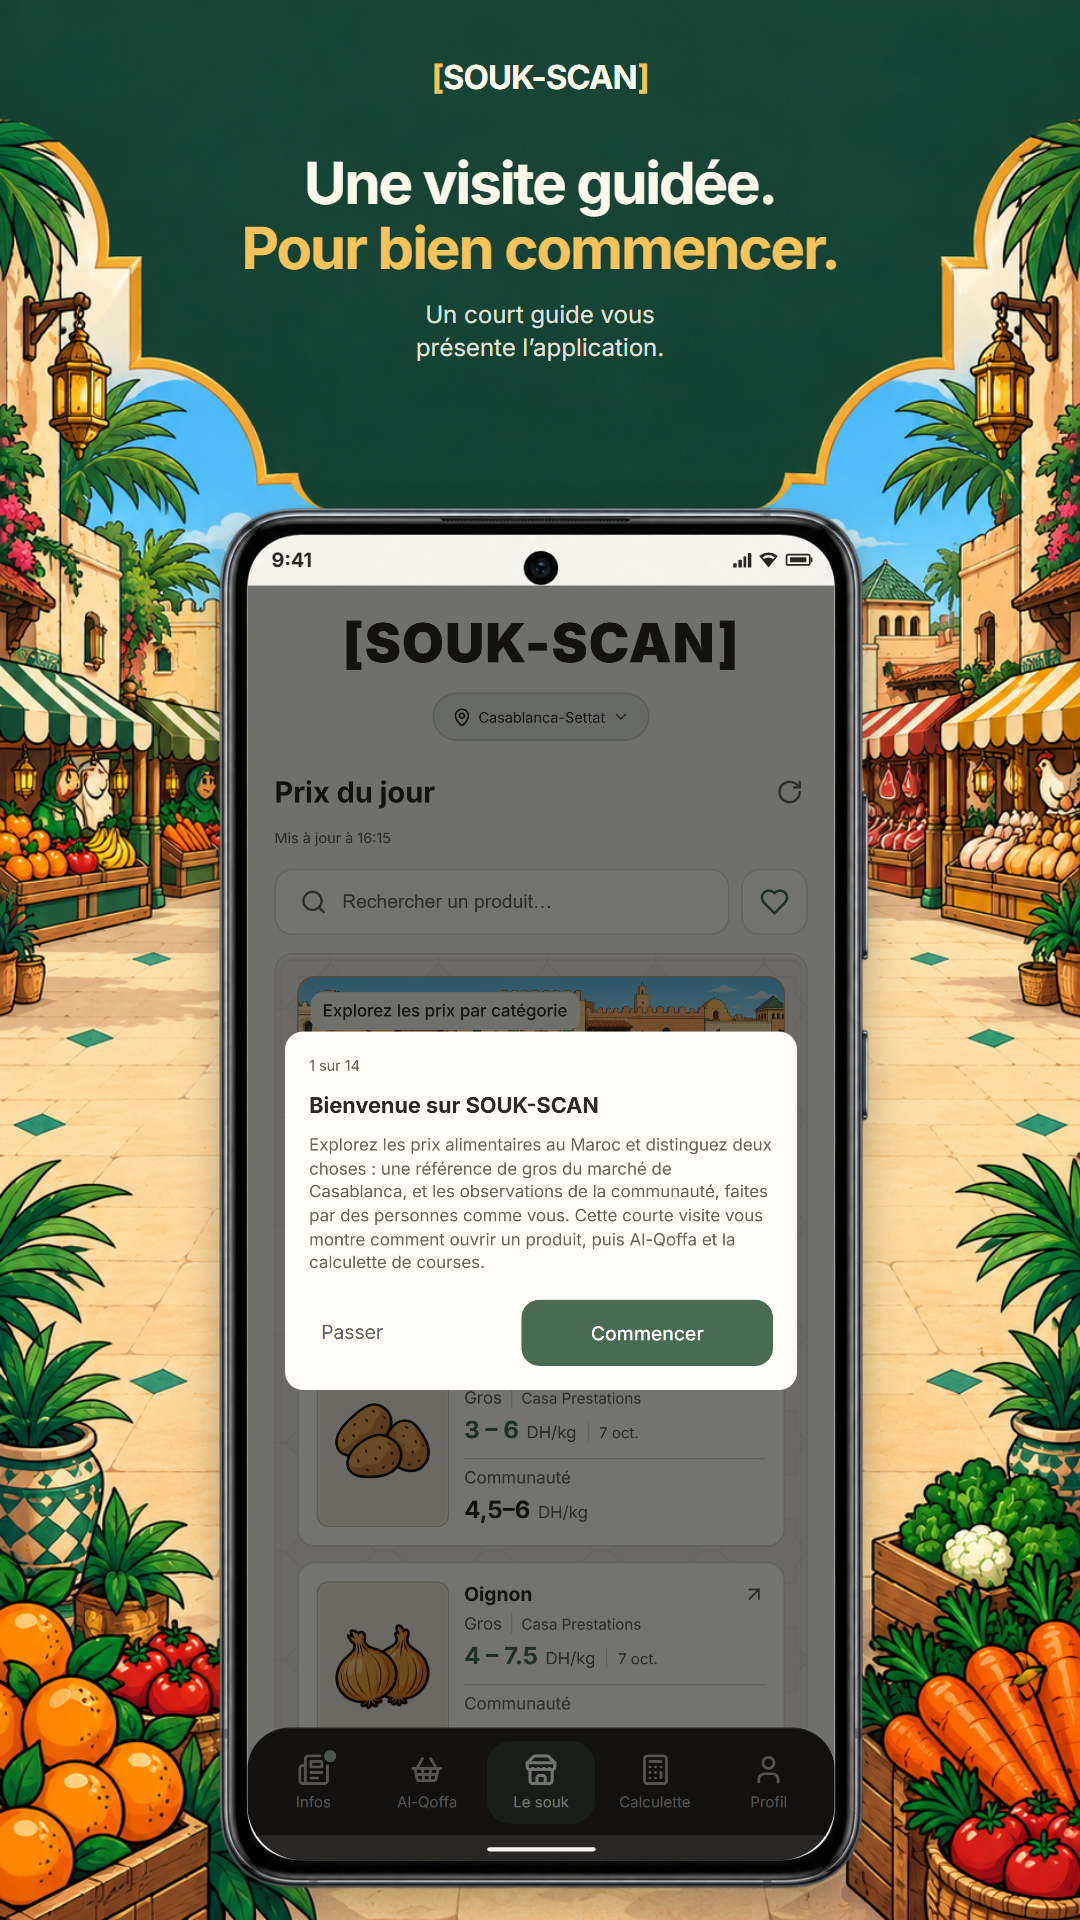 [SOUK-SCAN]
Une visite guidée.
Pour bien commencer.
Un court guide vous
présente l’application.
9:41
[SOUK-SCAN]
Casablanca-Settat
Prix du jour
Mis à jour à 16:15
Rechercher un produit…
Explorez les prix par catégorie
1 sur 14
Bienvenue sur SOUK-SCAN
Explorez les prix alimentaires au Maroc et distinguez deux
choses : une référence de gros du marché de
Casablanca, et les observations de la communauté, faites
par des personnes comme vous. Cette courte visite vous
montre comment ouvrir un produit, puis Al-Qoffa et la
calculette de courses.
Passer
Commencer
Gros | Casa Prestations
3 – 6 DH/kg | 7 oct.
Communauté
4,5–6 DH/kg
Oignon
Gros | Casa Prestations
4 – 7.5 DH/kg | 7 oct.
Communauté
Infos
Al-Qoffa
Le souk
Calculette
Profil